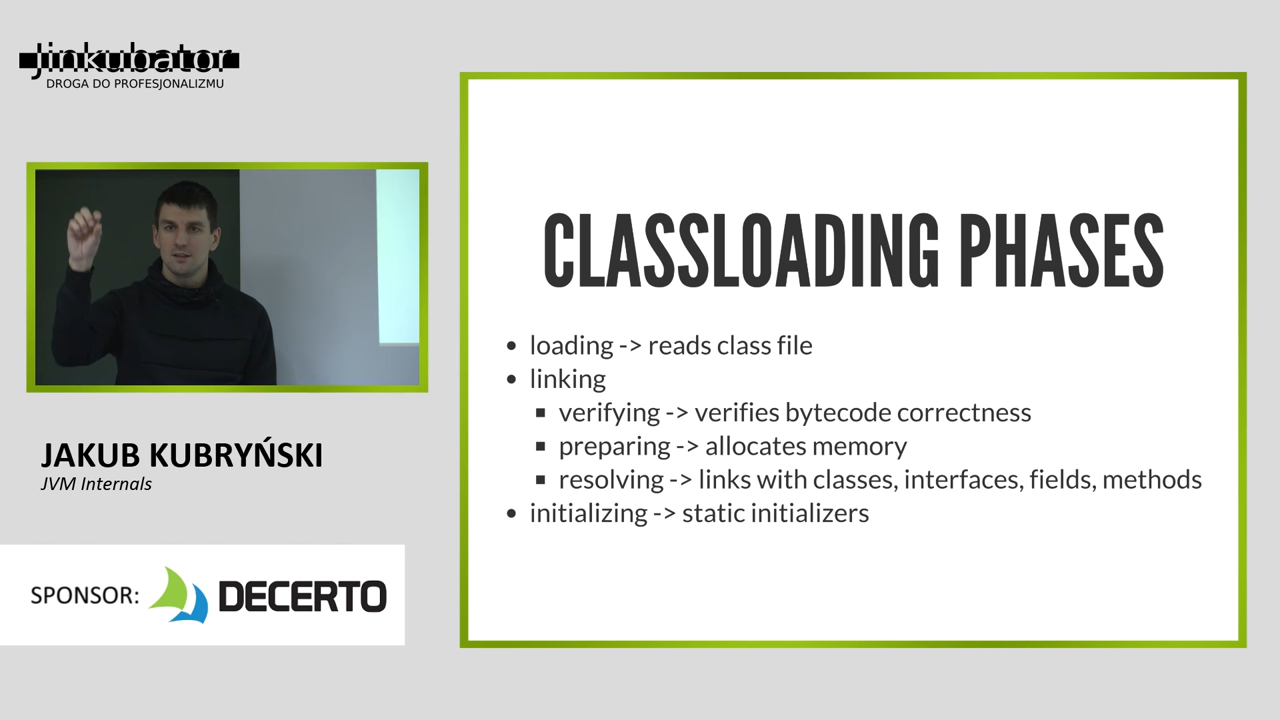 Jinkubator
DROGA DO PROFESJONALIZMU
JAKUB KUBRYŃSKI
JVM Internals
SPONSOR: DECERTO
CLASSLOADING PHASES
• loading -> reads class file
• linking
▪ verifying -> verifies bytecode correctness
▪ preparing -> allocates memory
▪ resolving -> links with classes, interfaces, fields, methods
• initializing -> static initializers